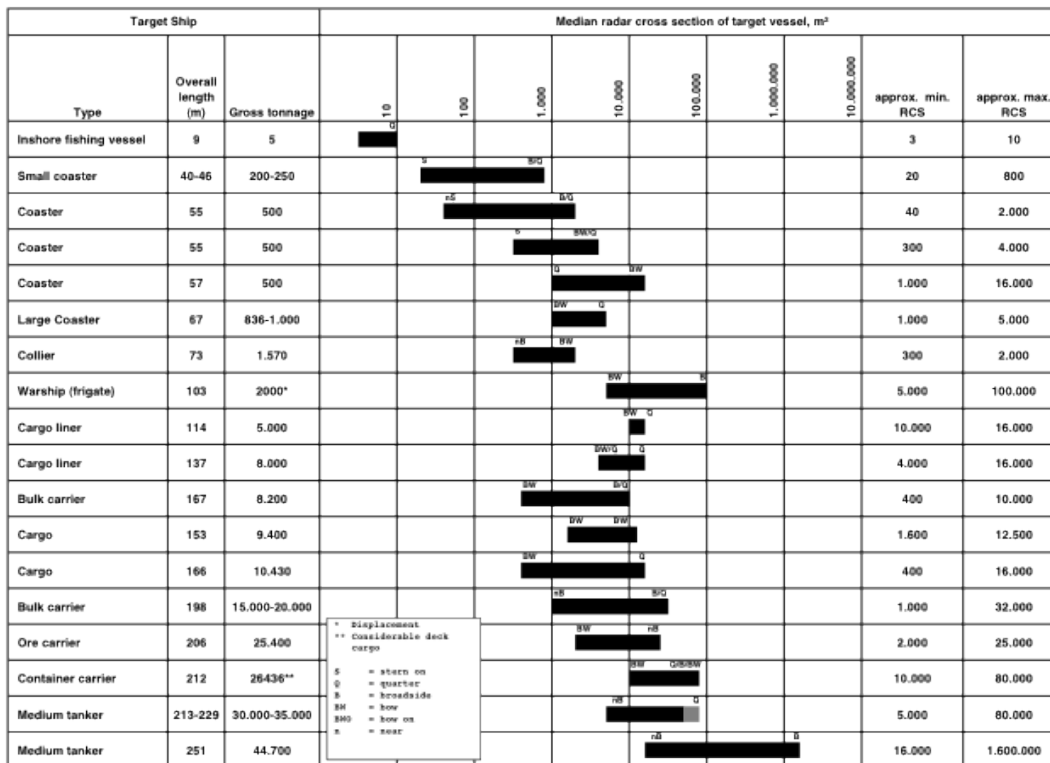 Target Ship Median radar cross section of target vessel, m²
Type Overall length (m) Gross tonnage 10 100 1.000 10.000 100.000 1.000.000 10.000.000 approx. min. RCS approx. max. RCS
Inshore fishing vessel 9 5 Q 3 10
Small coaster 40-46 200-250 S B/Q 20 800
Coaster 55 500 nS B/Q 40 2.000
Coaster 55 500 S BW/Q 300 4.000
Coaster 57 500 Q BW 1.000 16.000
Large Coaster 67 836-1.000 BW Q 1.000 5.000
Collier 73 1.570 nB BW 300 2.000
Warship (frigate) 103 2000* BW B 5.000 100.000
Cargo liner 114 5.000 BW Q 10.000 16.000
Cargo liner 137 8.000 BW/Q Q 4.000 16.000
Bulk carrier 167 8.200 BW B/Q 400 10.000
Cargo 153 9.400 BW BW 1.600 12.500
Cargo 166 10.430 BW Q 400 16.000
Bulk carrier 198 15.000-20.000 nB B/Q 1.000 32.000
Ore carrier 206 25.400 BW nB 2.000 25.000
Container carrier 212 26436** BW Q/B/BW 10.000 80.000
Medium tanker 213-229 30.000-35.000 nB Q 5.000 80.000
Medium tanker 251 44.700 nB B 16.000 1.600.000
* Displacement
** Considerable deck
cargo
S = stern on
Q = quarter
B = broadside
BW = bow
BWO = bow on
n = near